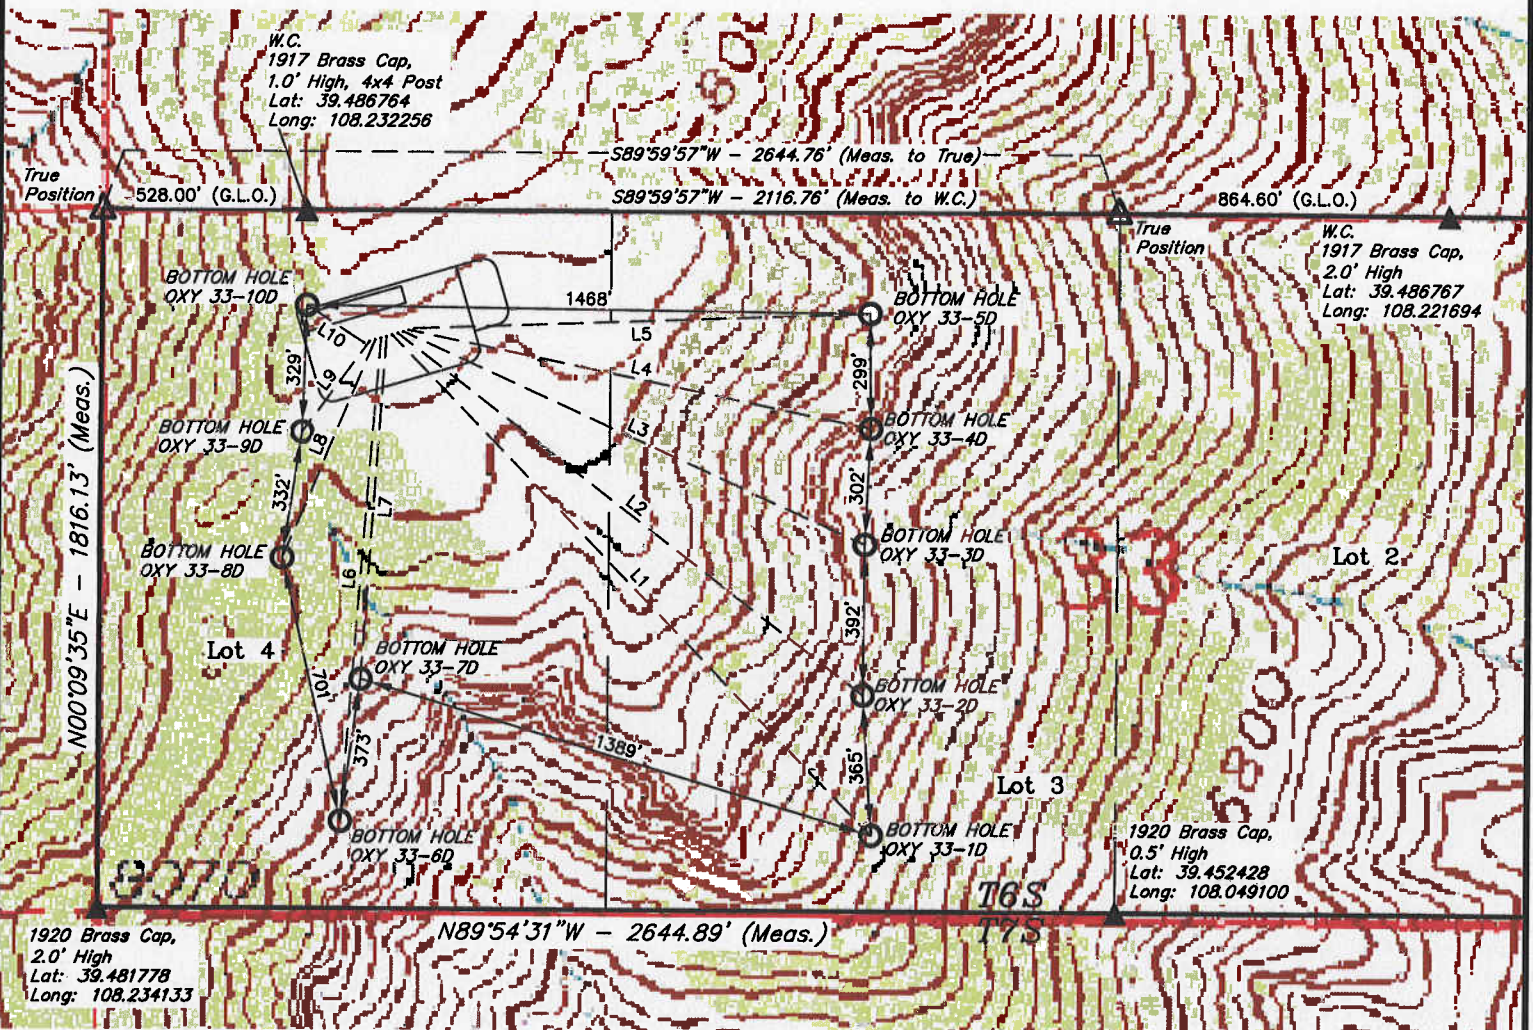 W.C.
1917 Brass Cap,
1.0' High, 4x4 Post
Lat: 39.486764
Long: 108.232256
S89°59'57"W - 2644.76' (Meas. to True)
True
Position
528.00' (G.L.O.)
S89°59'57"W - 2116.76' (Meas. to W.C.)
864.60' (G.L.O.)
True
Position
W.C.
1917 Brass Cap,
2.0' High
Lat: 39.486767
Long: 108.221694
BOTTOM HOLE
OXY 33-10D
1468'
BOTTOM HOLE
OXY 33-5D
L10
L5
329'
L9
L4
299'
BOTTOM HOLE
OXY 33-9D
L8
L3
BOTTOM HOLE
OXY 33-4D
N00°09'35"E - 1816.13' (Meas.)
332'
L7
L2
302'
BOTTOM HOLE
OXY 33-8D
L6
L1
BOTTOM HOLE
OXY 33-3D
33
Lot 2
392'
Lot 4
BOTTOM HOLE
OXY 33-7D
701'
BOTTOM HOLE
OXY 33-2D
373'
1389'
365'
Lot 3
BOTTOM HOLE
OXY 33-6D
BOTTOM HOLE
OXY 33-1D
1920 Brass Cap,
0.5' High
Lat: 39.452428
Long: 108.049100
T6S
T7S
N89°54'31"W - 2644.89' (Meas.)
1920 Brass Cap,
2.0' High
Lat: 39.481778
Long: 108.234133